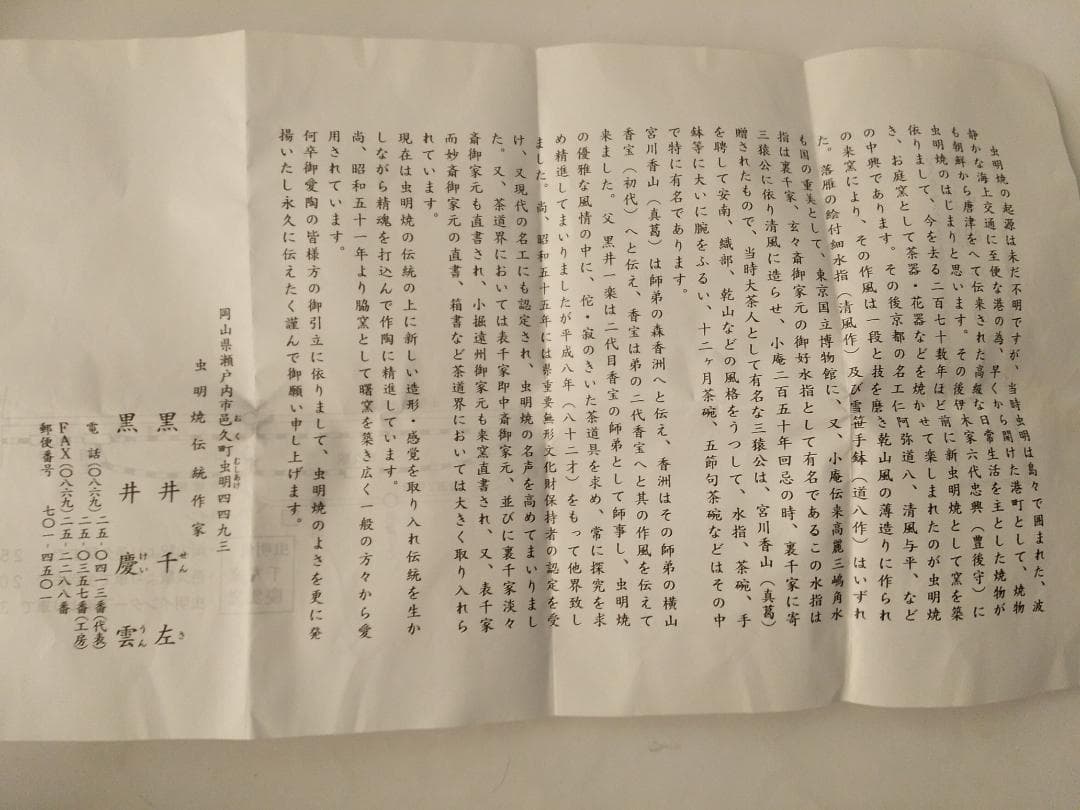 虫明焼の起源は未だ不明ですが、当時虫明は島々で囲まれた、波
静かな海上交通に至便な港の為、早くから開けた港町として、焼物
も朝鮮から唐津をへて伝来された高級な日常生活を主とした焼物が
虫明焼のはじまりと思います。その後伊木家六代忠興（豊後守）に
依りまして、今を去る二百七十数年ほど前に新虫明焼として窯を築
き、お庭窯として茶器・花器などを焼かせて楽しまれたのが虫明焼
の中興であります。その後京都の名工仁阿弥道八、清風与平、など
の来窯により、その作風は一段と技を磨き乾山風の薄造りに作られ
た。落雁の絵付細水指（清風作）及び雪笹手鉢（道八作）はいずれ
も国の重美として、東京国立博物館に、又、小庵伝来高麗三嶋角水
指は裏千家、玄々斎御家元の御好水指として有名であるこの水指は
三猿公に依り清風に造らせ、小庵二百五十年回忌の時、裏千家に寄
贈されたもので、当時大茶人として有名な三猿公は、宮川香山（真葛）
を聘して安南、織部、乾山などの風格をうつして、水指、茶碗、手
鉢等に大いに腕をふるい、十二ヶ月茶碗、五節句茶碗などはその中
で特に有名であります。
宮川香山（真葛）は師弟の森香洲へと伝え、香洲はその師弟の横山
香宝（初代）へと伝え、香宝は弟の二代香宝へと其の作風を伝えて
来ました。父 黒井一楽は二代目香宝の師弟として師事し、虫明焼
の優雅な風情の中に、侘・寂のきいた茶道具を求め、常に探究を求
め精進してまいりましたが平成八年（八十二才）をもって他界致し
ました。尚、昭和五十五年には県重要無形文化財保持者の認定を受
け、又現代の名工にも認定され、虫明焼の名声を高めてまいりまし
た。又、茶道界においては表千家即中斎御家元、並びに裏千家淡々
斎御家元も直書され、小掘遠州御家元も来窯直書され、又、表千家
而妙斎御家元の直書、箱書など茶道界においては大きく取り入れら
れています。
現在は虫明焼の伝統の上に新しい造形・感覚を取り入れ伝統を生か
しながら精魂を打込んで作陶に精進しています。
尚、昭和五十一年より脇窯として曙窯を築き広く一般の方々から愛
用されています。
何卒御愛陶の皆様方の御引立に依りまして、虫明焼のよさを更に発
揚いたし永久に伝えたく謹んで御願い申し上げます。
岡山県瀬戸内市邑久町虫明四四九三
おくむしあけ
虫明焼伝統作家
黒井千左
せんさ
黒井慶雲
けいうん
電話（〇八六九）二五-〇四一三番（代表）
二五-〇三五七番（工房）
FAX（〇八六九）二五-二二八八番
郵便番号 七〇一-四五〇一